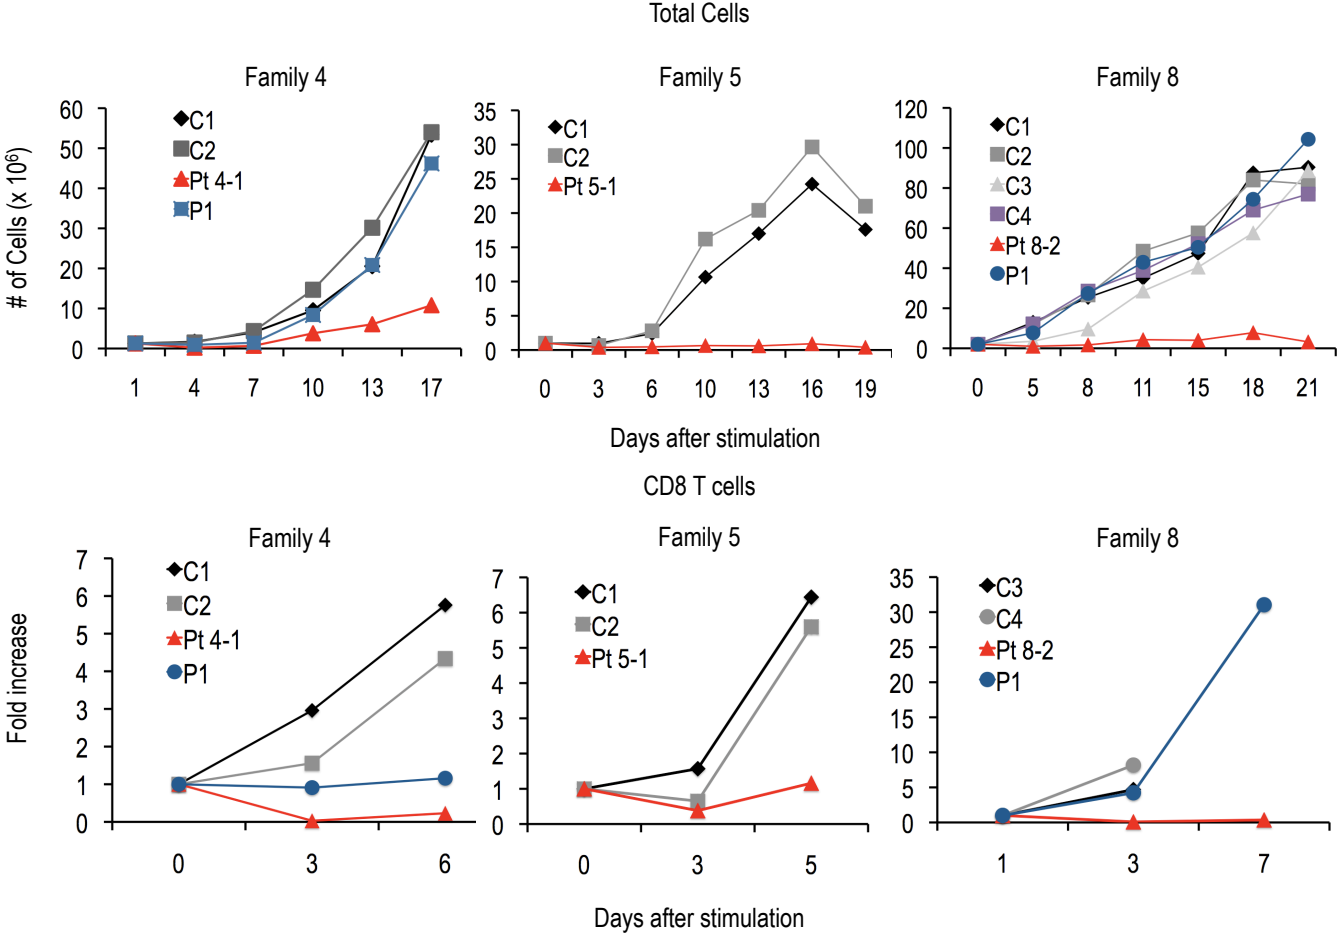 Total Cells
Family 4
Family 5
Family 8
# of Cells (x 10⁶)
60
50
40
30
20
10
0
C1
C2
Pt 4-1
P1
1 4 7 10 13 17
35
30
25
20
15
10
5
0
C1
C2
Pt 5-1
0 3 6 10 13 16 19
120
100
80
60
40
20
0
C1
C2
C3
C4
Pt 8-2
P1
0 5 8 11 15 18 21
Days after stimulation
CD8 T cells
Family 4
Family 5
Family 8
Fold increase
7
6
5
4
3
2
1
0
C1
C2
Pt 4-1
P1
0 3 6
7
6
5
4
3
2
1
0
C1
C2
Pt 5-1
0 3 5
35
30
25
20
15
10
5
0
C3
C4
Pt 8-2
P1
1 3 7
Days after stimulation